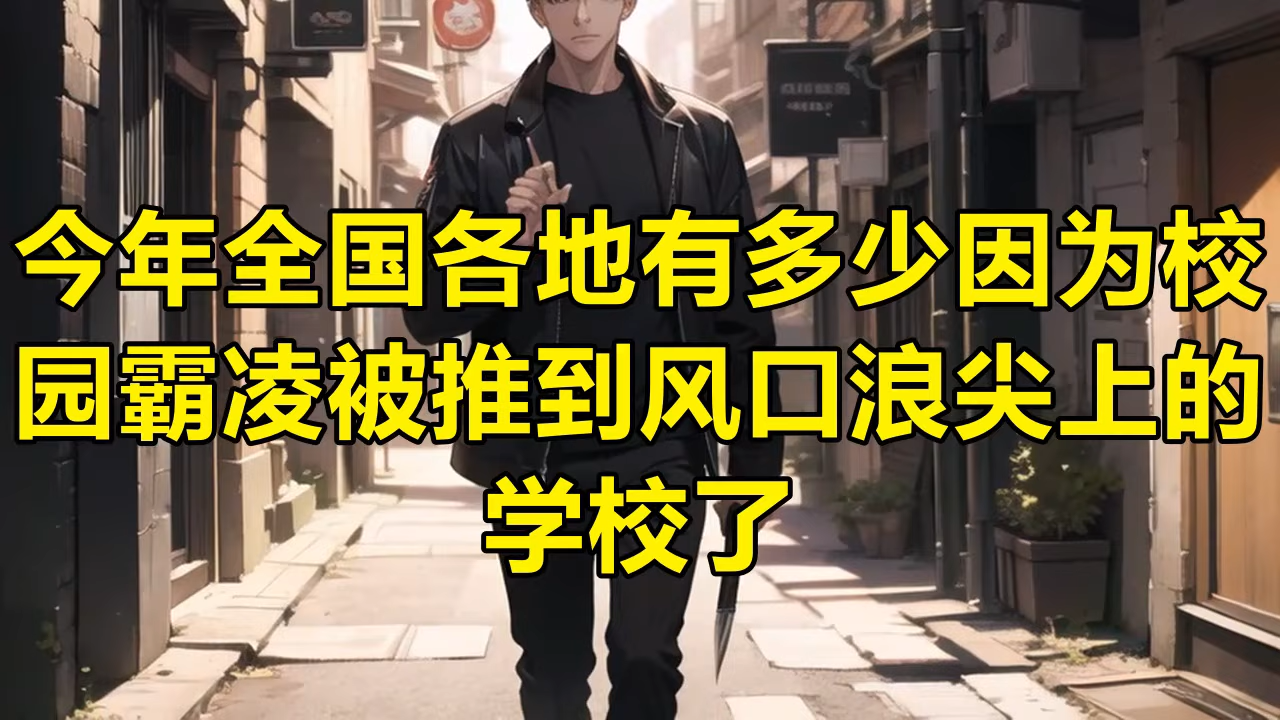 今年全国各地有多少因为校
园霸凌被推到风口浪尖上的
学校了